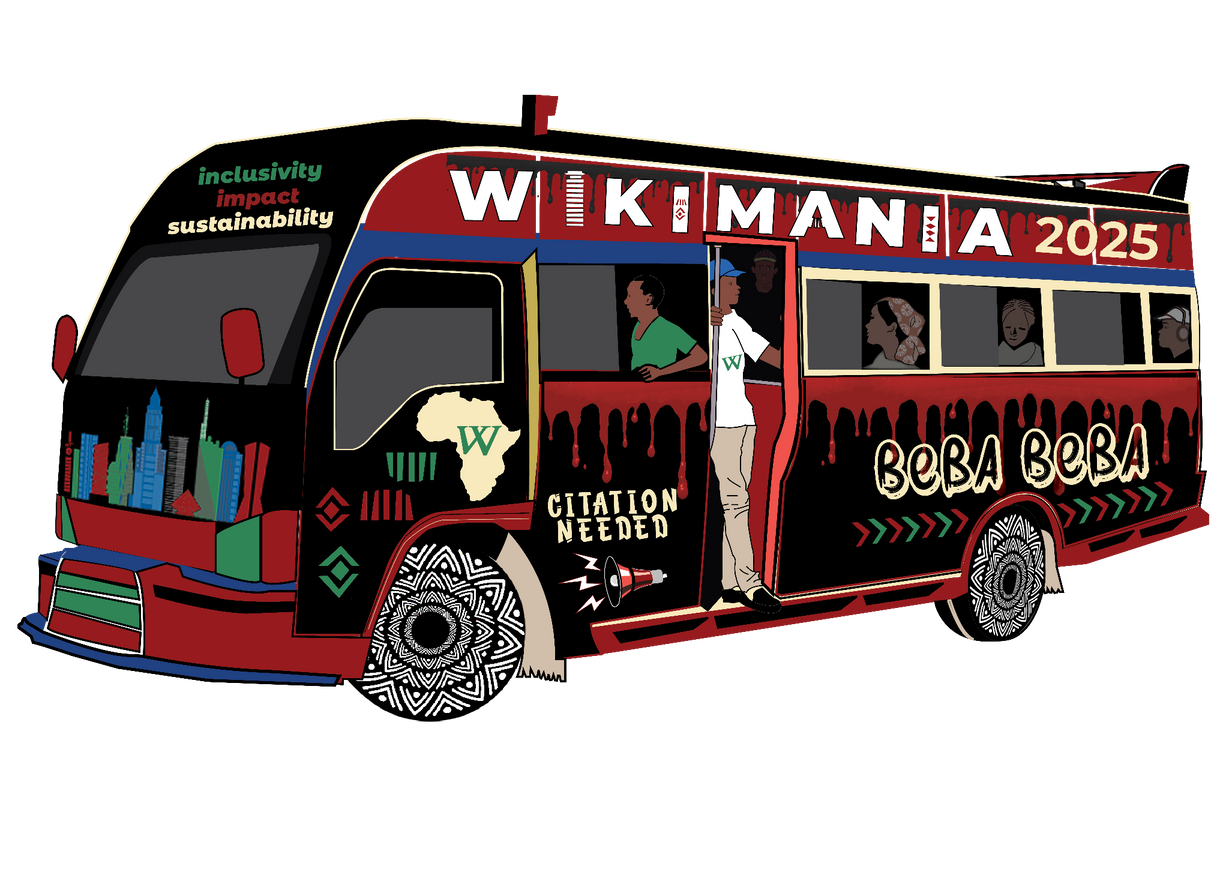 inclusivity
impact
sustainability
WIKIMANIA 2025
W
W
CITATION
NEEDED
BeBA BeBA